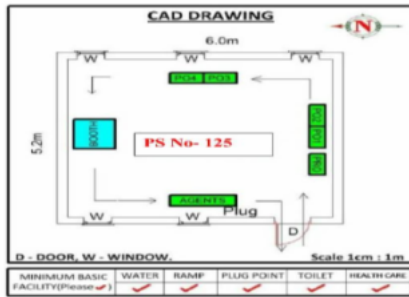 CAD DRAWING
N
6.0m
W W W
PO4 PO3
5.2m
BOOTH
PS No- 125
PO2
PO1
PRO
AGENTS
Plug
W W
D
D - DOOR, W - WINDOW.
Scale 1cm : 1m
MINIMUM BASIC FACILITY(Please✓)
WATER
RAMP
PLUG POINT
TOILET
HEALTH CARE